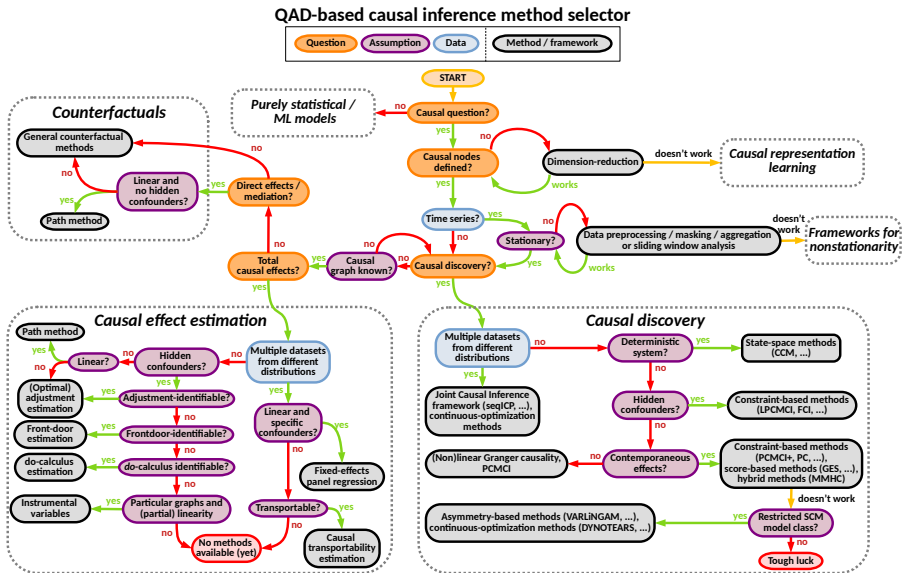 QAD-based causal inference method selector
Question
Assumption
Data
Method / framework
START
Causal question?
no
Purely statistical /
ML models
yes
Causal nodes
defined?
no
Dimension-reduction
works
doesn't work
Causal representation
learning
yes
Time series?
yes
no
Stationary?
no
yes
Data preprocessing / masking / aggregation
or sliding window analysis
works
doesn't
work
Frameworks for
nonstationarity
Causal discovery?
no
Causal
graph known?
no
yes
Total
causal effects?
no
yes
Direct effects /
mediation?
no
yes
Counterfactuals
General counterfactual
methods
no
Linear and
no hidden
confounders?
yes
Path method
yes
Causal effect estimation
Path method
yes
Linear?
no
no
Hidden
confounders?
no
Multiple datasets
from different
distributions
yes
yes
(Optimal)
adjustment
estimation
yes
Adjustment-identifiable?
no
Front-door
estimation
yes
Frontdoor-identifiable?
no
do-calculus
estimation
yes
do-calculus identifiable?
no
Instrumental
variables
yes
Particular graphs and
(partial) linearity
no
Linear and
specific
confounders?
yes
no
Fixed-effects
panel regression
Transportable?
yes
no
Causal
transportability
estimation
No methods
available (yet)
Causal discovery
Multiple datasets
from different
distributions
no
yes
Joint Causal Inference
framework (seqICP, ...),
continuous-optimization
methods
Deterministic
system?
yes
State-space methods
(CCM, ...)
no
Hidden
confounders?
yes
Constraint-based methods
(LPCMCI, FCI, ...)
no
Contemporaneous
effects?
no
(Non)linear Granger causality,
PCMCI
yes
Constraint-based methods
(PCMCI+, PC, ...),
score-based methods (GES, ...),
hybrid methods (MMHC)
doesn't work
Restricted SCM
model class?
yes
Asymmetry-based methods (VARLiNGAM, ...),
continuous-optimization methods (DYNOTEARS, ...)
no
Tough luck